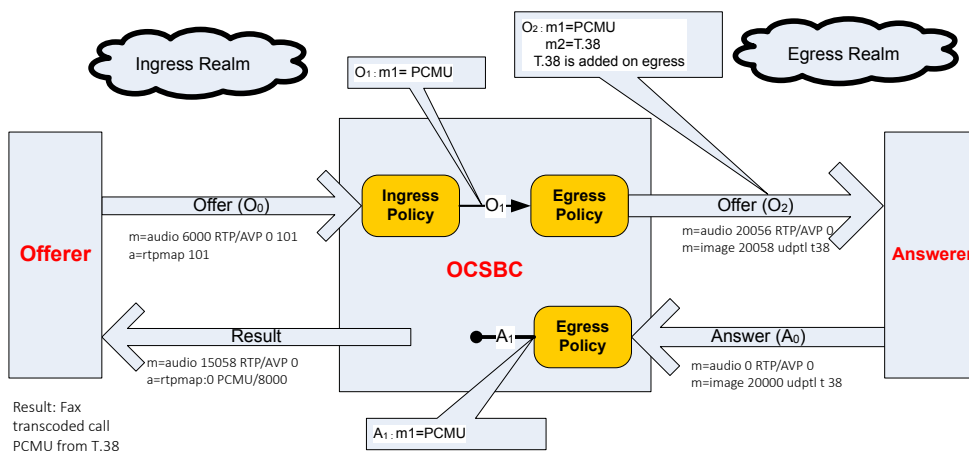 O2: m1=PCMU
m2=T.38
T.38 is added on egress
Ingress Realm
Egress Realm
O1: m1= PCMU
Ingress
Policy
O1
Egress
Policy
Offer (O0)
Offer (O2)
m=audio 6000 RTP/AVP 0 101
a=rtpmap 101
m=audio 20056 RTP/AVP 0
m=image 20058 udptl t38
Offerer
OCSBC
Answerer
Result
A1
Egress
Policy
Answer (A0)
m=audio 15058 RTP/AVP 0
a=rtpmap:0 PCMU/8000
m=audio 0 RTP/AVP 0
m=image 20000 udptl t 38
Result: Fax
transcoded call
PCMU from T.38
A1: m1=PCMU